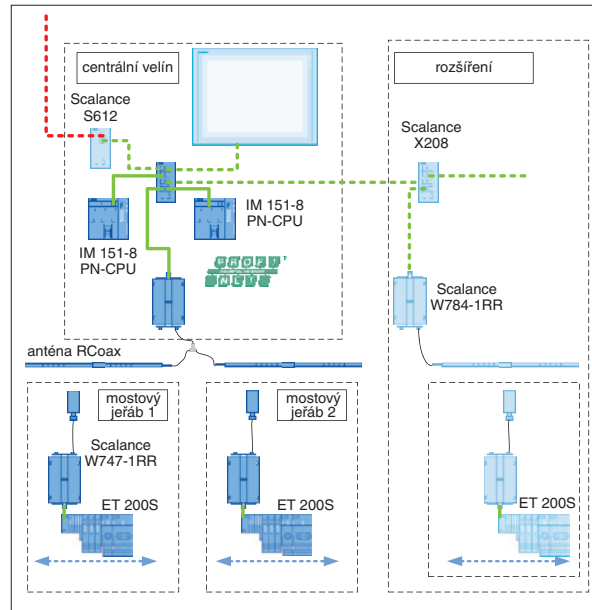 centrální velín
rozšíření
Scalance
S612
Scalance
X208
IM 151-8
PN-CPU
IM 151-8
PN-CPU
Scalance
W784-1RR
anténa RCoax
mostový
jeřáb 1
mostový
jeřáb 2
Scalance
W747-1RR
ET 200S
ET 200S
ET 200S